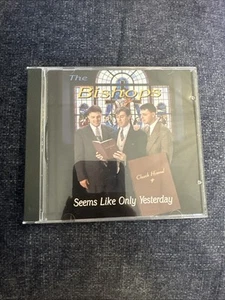 The
Bishops
Church Hymnal
Seems Like Only Yesterday